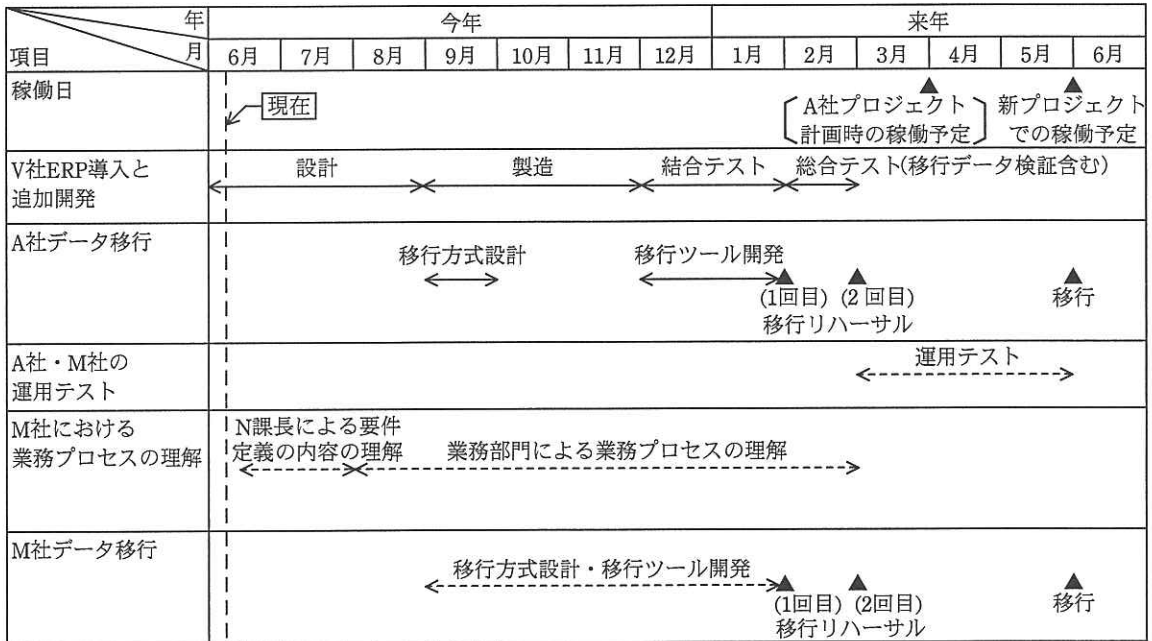 年
今年
来年
項目
月
6月 7月 8月 9月 10月 11月 12月 1月 2月 3月 4月 5月 6月
稼働日
現在
A社プロジェクト
計画時の稼働予定
新プロジェクト
での稼働予定
V社ERP導入と
追加開発
設計
製造
結合テスト
総合テスト(移行データ検証含む)
A社データ移行
移行方式設計
移行ツール開発
(1回目) (2回目)
移行リハーサル
移行
A社・M社の
運用テスト
運用テスト
M社における
業務プロセスの理解
N課長による要件
定義の内容の理解
業務部門による業務プロセスの理解
M社データ移行
移行方式設計・移行ツール開発
(1回目) (2回目)
移行リハーサル
移行